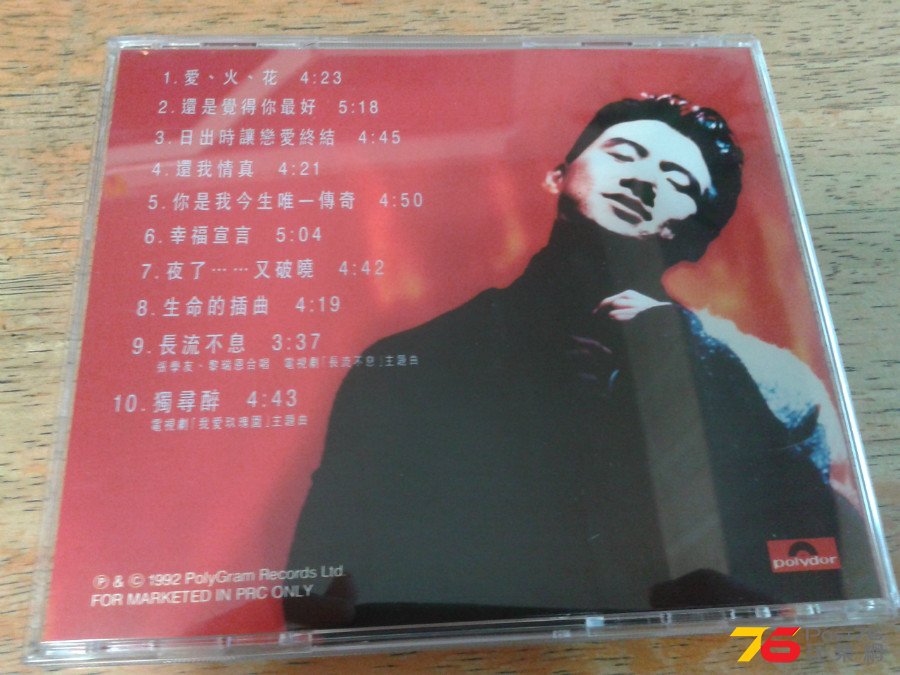 1. 愛、火、花 4:23
2. 還是覺得你最好 5:18
3. 日出時讓戀愛終結 4:45
4. 還我情真 4:21
5. 你是我今生唯一傳奇 4:50
6. 幸福宣言 5:04
7. 夜了……又破曉 4:42
8. 生命的插曲 4:19
9. 長流不息 3:37
張學友、黎瑞恩合唱 電視劇「長流不息」主題曲
10. 獨尋醉 4:43
電視劇「我愛玫瑰園」主題曲
Ⓟ & © 1992 PolyGram Records Ltd.
FOR MARKETED IN PRC ONLY
polydor
76